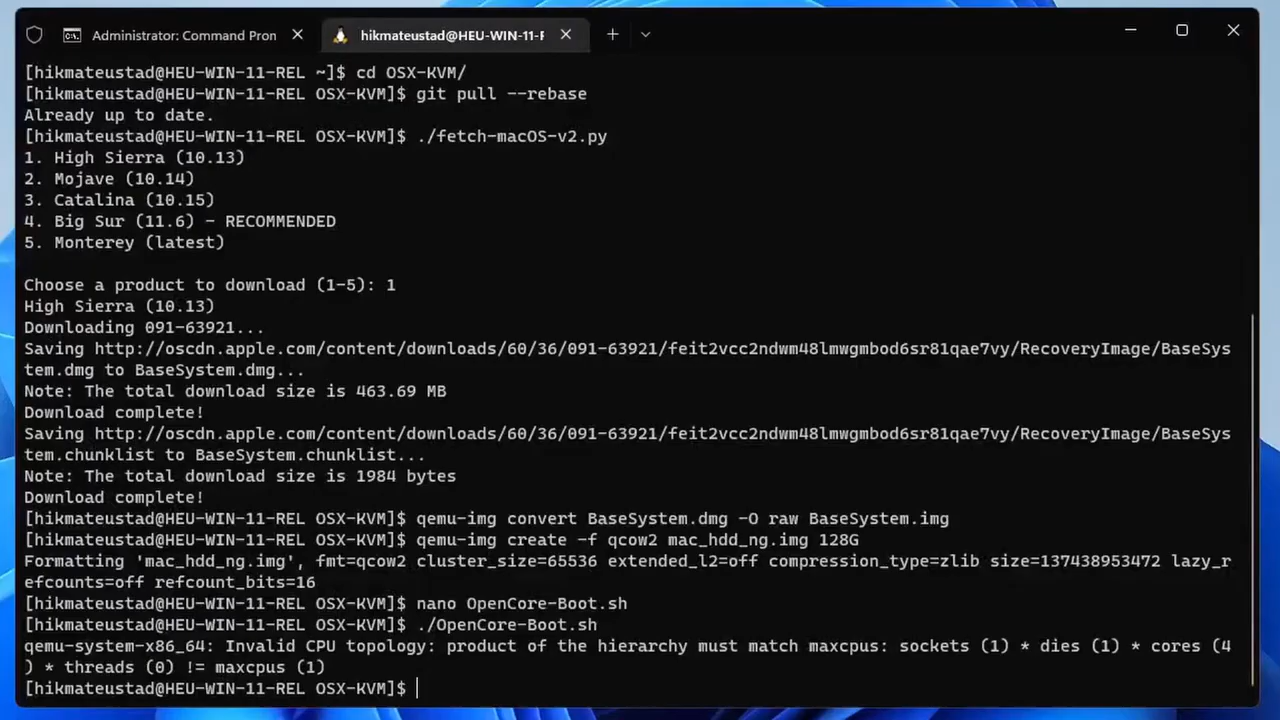 Administrator: Command Pron
hikmateustad@HEU-WIN-11-F
[hikmateustad@HEU-WIN-11-REL ~]$ cd OSX-KVM/
[hikmateustad@HEU-WIN-11-REL OSX-KVM]$ git pull --rebase
Already up to date.
[hikmateustad@HEU-WIN-11-REL OSX-KVM]$ ./fetch-macOS-v2.py
1. High Sierra (10.13)
2. Mojave (10.14)
3. Catalina (10.15)
4. Big Sur (11.6) - RECOMMENDED
5. Monterey (latest)
Choose a product to download (1-5): 1
High Sierra (10.13)
Downloading 091-63921...
Saving http://oscdn.apple.com/content/downloads/60/36/091-63921/feit2vcc2ndwm48lmwgmbod6sr81qae7vy/RecoveryImage/BaseSys
tem.dmg to BaseSystem.dmg...
Note: The total download size is 463.69 MB
Download complete!
Saving http://oscdn.apple.com/content/downloads/60/36/091-63921/feit2vcc2ndwm48lmwgmbod6sr81qae7vy/RecoveryImage/BaseSys
tem.chunklist to BaseSystem.chunklist...
Note: The total download size is 1984 bytes
Download complete!
[hikmateustad@HEU-WIN-11-REL OSX-KVM]$ qemu-img convert BaseSystem.dmg -O raw BaseSystem.img
[hikmateustad@HEU-WIN-11-REL OSX-KVM]$ qemu-img create -f qcow2 mac_hdd_ng.img 128G
Formatting 'mac_hdd_ng.img', fmt=qcow2 cluster_size=65536 extended_l2=off compression_type=zlib size=137438953472 lazy_r
efcounts=off refcount_bits=16
[hikmateustad@HEU-WIN-11-REL OSX-KVM]$ nano OpenCore-Boot.sh
[hikmateustad@HEU-WIN-11-REL OSX-KVM]$ ./OpenCore-Boot.sh
qemu-system-x86_64: Invalid CPU topology: product of the hierarchy must match maxcpus: sockets (1) * dies (1) * cores (4
) * threads (0) != maxcpus (1)
[hikmateustad@HEU-WIN-11-REL OSX-KVM]$